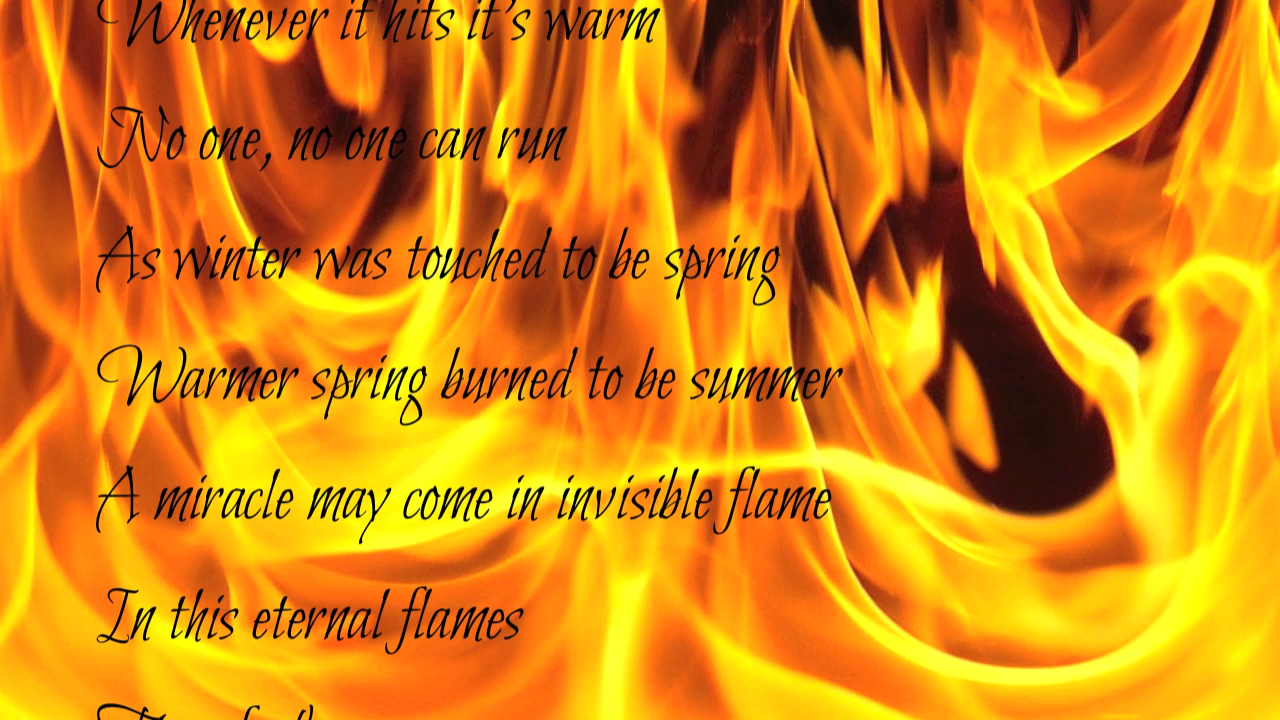 Whenever it hits it's warm
No one, no one can run
As winter was touched to be spring
Warmer spring burned to be summer
A miracle may come in invisible flame
In this eternal flames